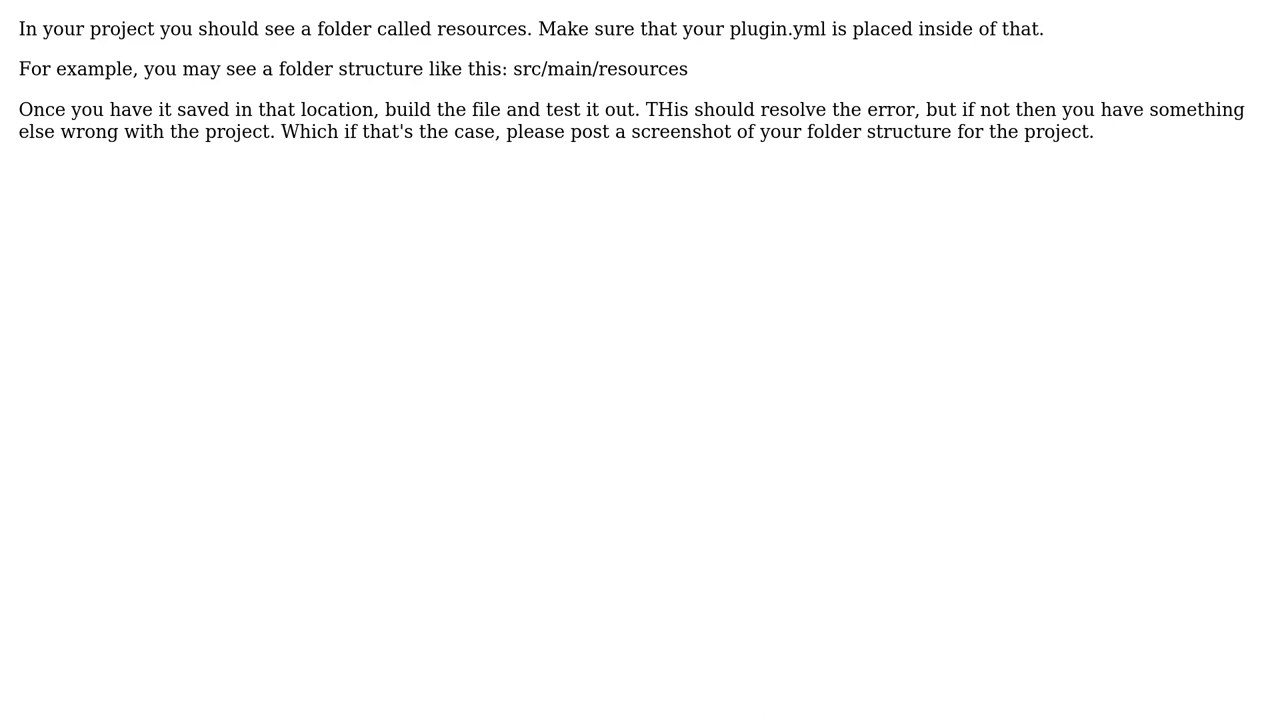 In your project you should see a folder called resources. Make sure that your plugin.yml is placed inside of that.
For example, you may see a folder structure like this: src/main/resources
Once you have it saved in that location, build the file and test it out. THis should resolve the error, but if not then you have something
else wrong with the project. Which if that's the case, please post a screenshot of your folder structure for the project.